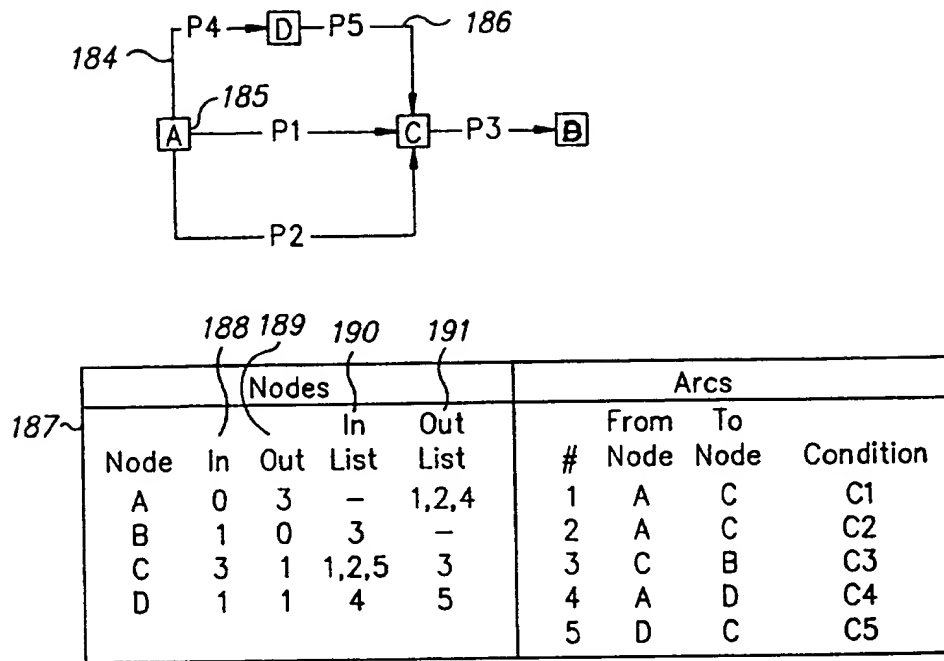 P4 D P5 186
184
185
A P1 C P3 B
P2
188 189 190 191
Nodes Arcs
187
In Out From To
Node In Out List List # Node Node Condition
A 0 3 – 1,2,4 1 A C C1
B 1 0 3 – 2 A C C2
C 3 1 1,2,5 3 3 C B C3
D 1 1 4 5 4 A D C4
5 D C C5